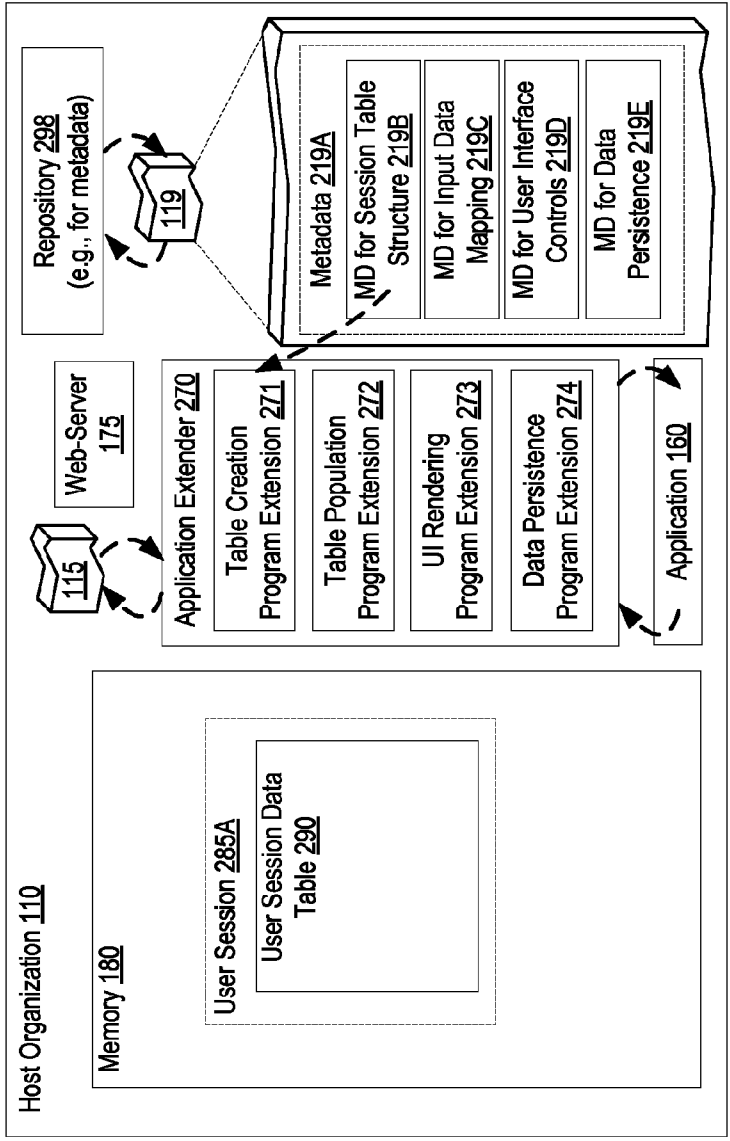 Host Organization 110
Memory 180
User Session 285A
User Session Data
Table 290
115
Web-Server
175
Application Extender 270
Table Creation
Program Extension 271
Table Population
Program Extension 272
UI Rendering
Program Extension 273
Data Persistence
Program Extension 274
Application 160
Repository 298
(e.g., for metadata)
119
Metadata 219A
MD for Session Table
Structure 219B
MD for Input Data
Mapping 219C
MD for User Interface
Controls 219D
MD for Data
Persistence 219E